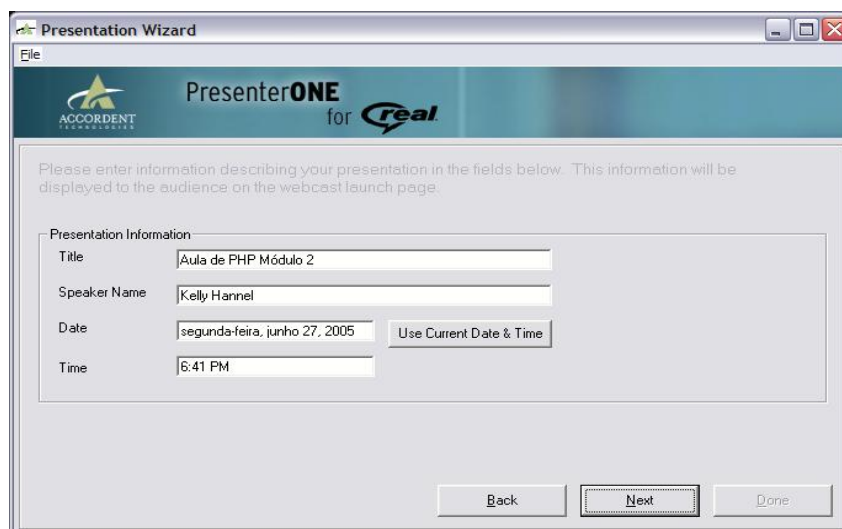 Presentation Wizard
File
ACCORDENT
TECHNOLOGIES
PresenterONE
for real
Please enter information describing your presentation in the fields below. This information will be
displayed to the audience on the webcast launch page.
Presentation Information
Title
Aula de PHP Módulo 2
Speaker Name
Kelly Hannel
Date
segunda-feira, junho 27, 2005
Use Current Date & Time
Time
6:41 PM
Back
Next
Done